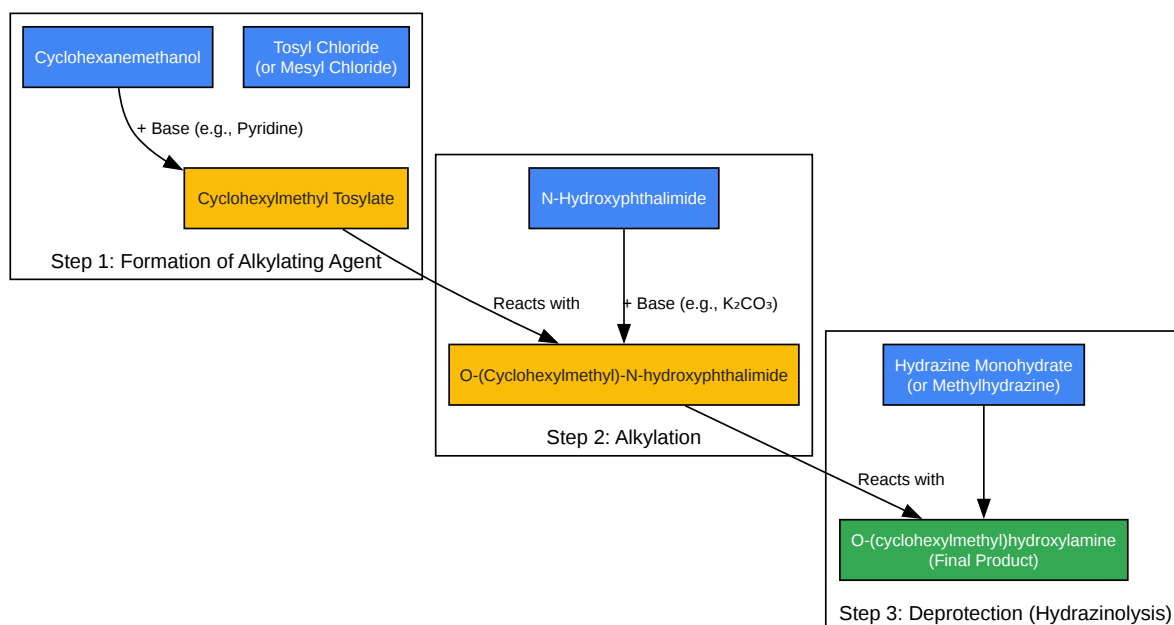 Cyclohexanemethanol
Tosyl Chloride
(or Mesyl Chloride)
+ Base (e.g., Pyridine)
Cyclohexylmethyl Tosylate
Step 1: Formation of Alkylating Agent
N-Hydroxyphthalimide
Reacts with
+ Base (e.g., K₂CO₃)
O-(Cyclohexylmethyl)-N-hydroxyphthalimide
Step 2: Alkylation
Hydrazine Monohydrate
(or Methylhydrazine)
Reacts with
O-(cyclohexylmethyl)hydroxylamine
(Final Product)
Step 3: Deprotection (Hydrazinolysis)